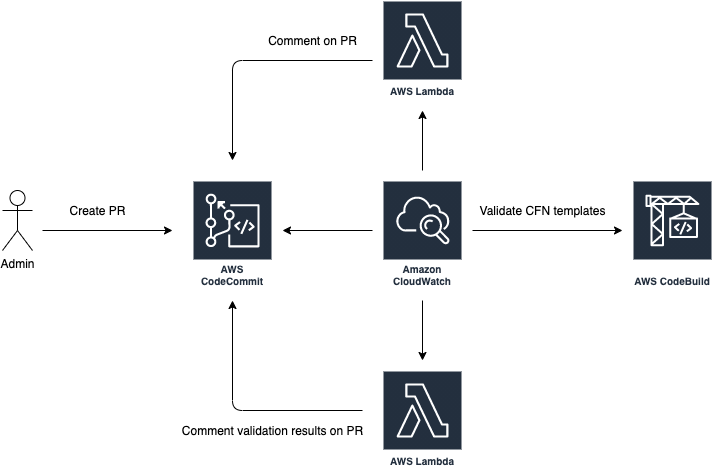 Comment on PR
AWS Lambda
Create PR
Validate CFN templates
Admin
AWS
CodeCommit
Amazon
CloudWatch
AWS CodeBuild
Comment validation results on PR
AWS Lambda